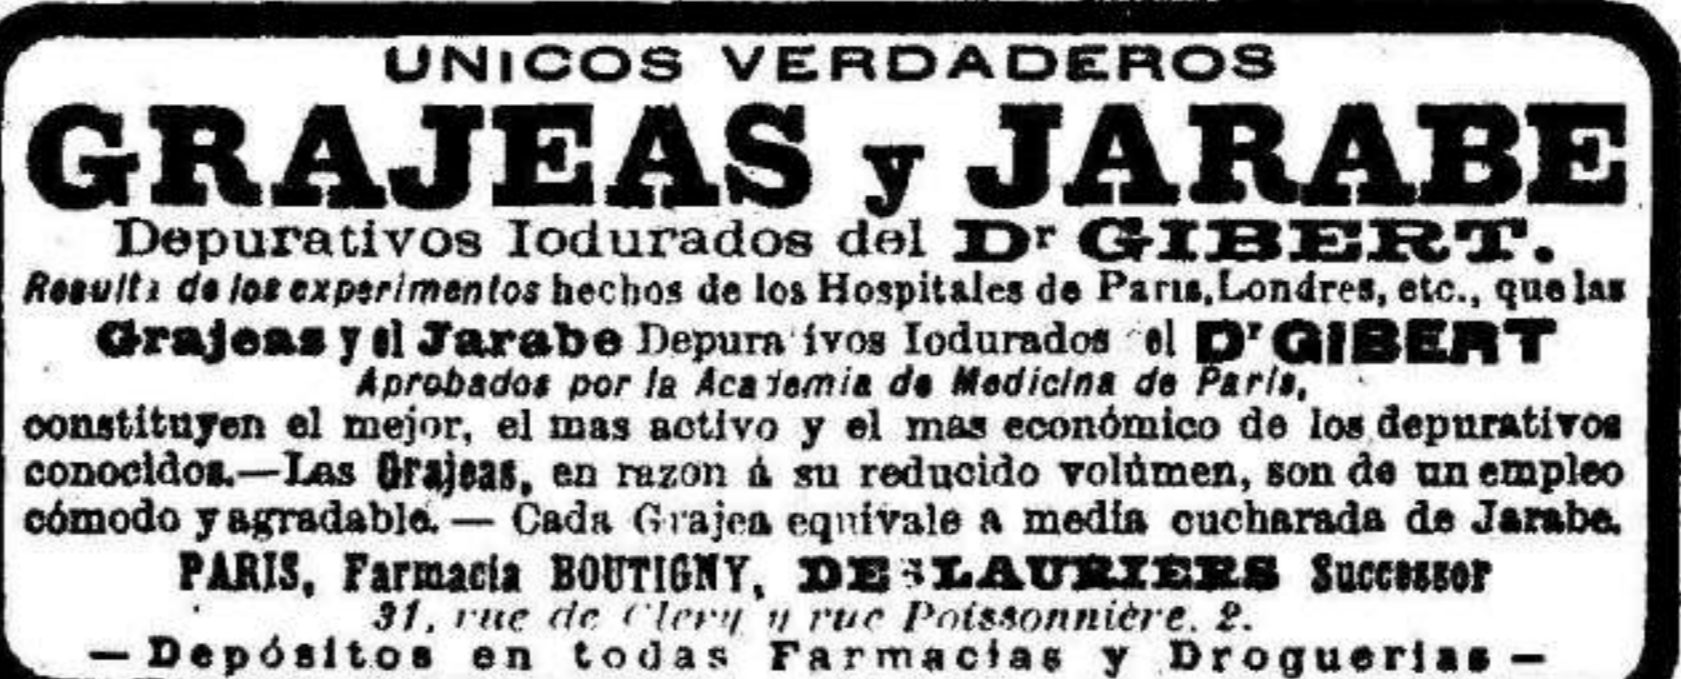 UNICOS VERDADEROS
GRAJEAS y JARABE
Depurativos Iodurados del Dr GIBERT.
Resulta de los experimentos hechos de los Hospitales de Paris, Londres, etc., que las
Grajeas y el Jarabe Depurativos Iodurados del Dr GIBERT
Aprobados por la Academia de Medicina de Paris,
constituyen el mejor, el mas activo y el mas económico de los depurativos
conocidos.—Las Grajeas, en razon á su reducido volúmen, son de un empleo
cómodo y agradable. — Cada Grajea equivale a media cucharada de Jarabe.
PARIS, Farmacia BOUTIGNY, DESLAURIERS Successor
31, rue de Clery y rue Poissonnière, 2.
— Depósitos en todas Farmacias y Droguerias —